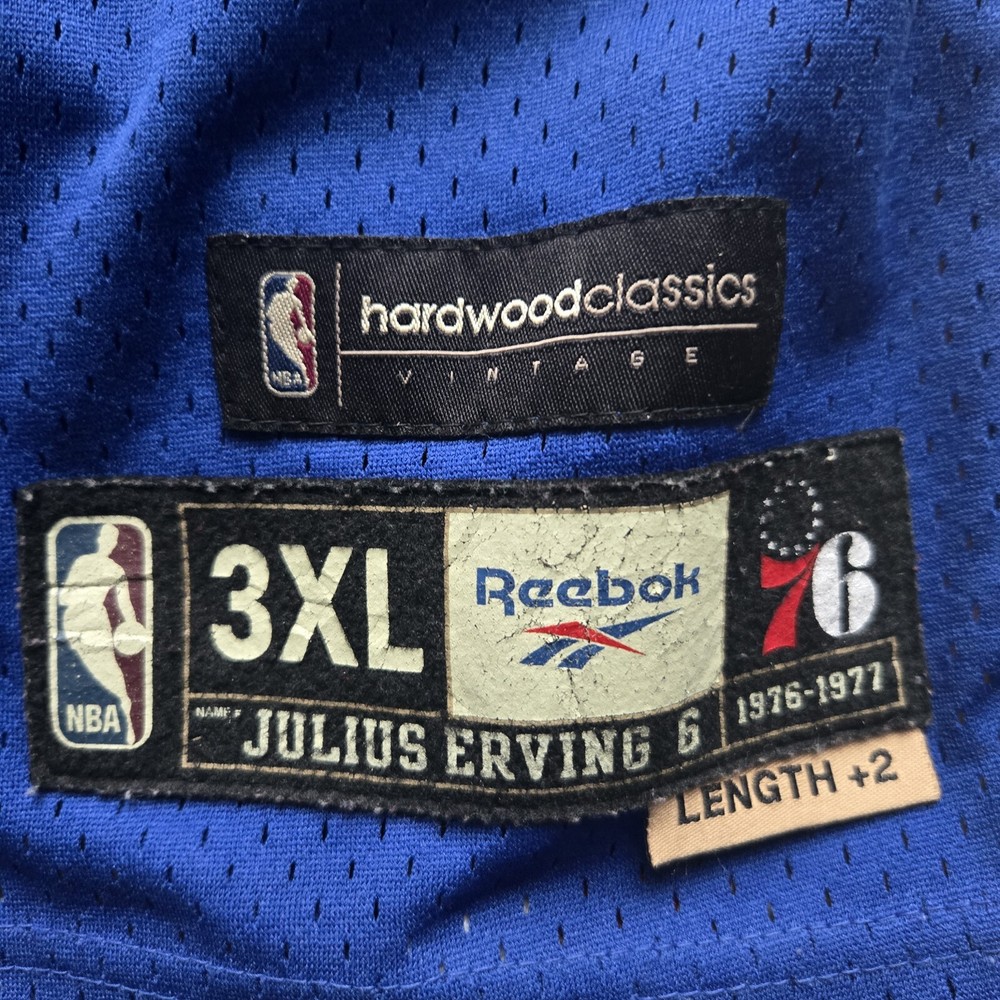 NBA
hardwoodclassics
VINTAGE
NBA
3XL
Reebok
76
1976-1977
NAME #
JULIUS ERVING 6
LENGTH +2